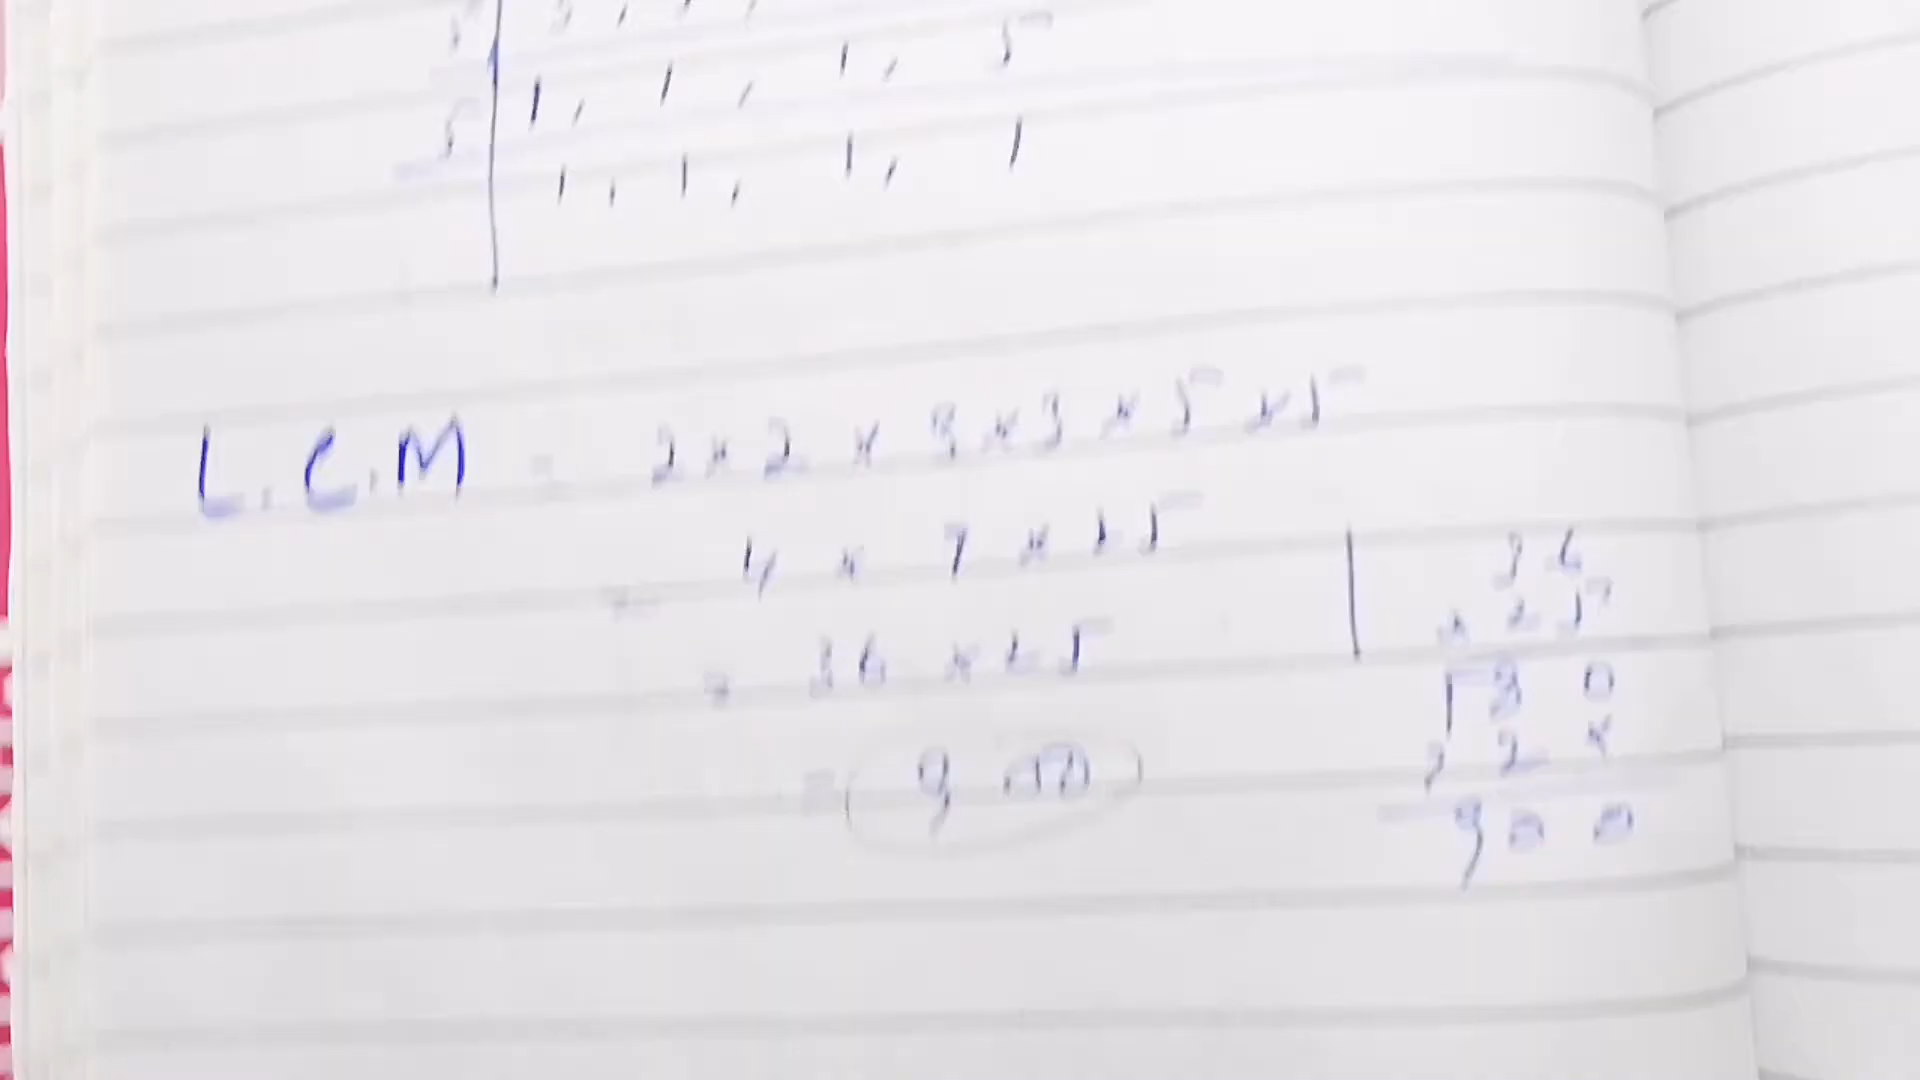 1, 1, 1, 5
5 1, 1, 1, 1
L.C.M = 2 × 2 × 3 × 3 × 5 × 5
= 4 × 9 × 25
= 36 × 25
= 900
36
× 25
180
72 ×
900